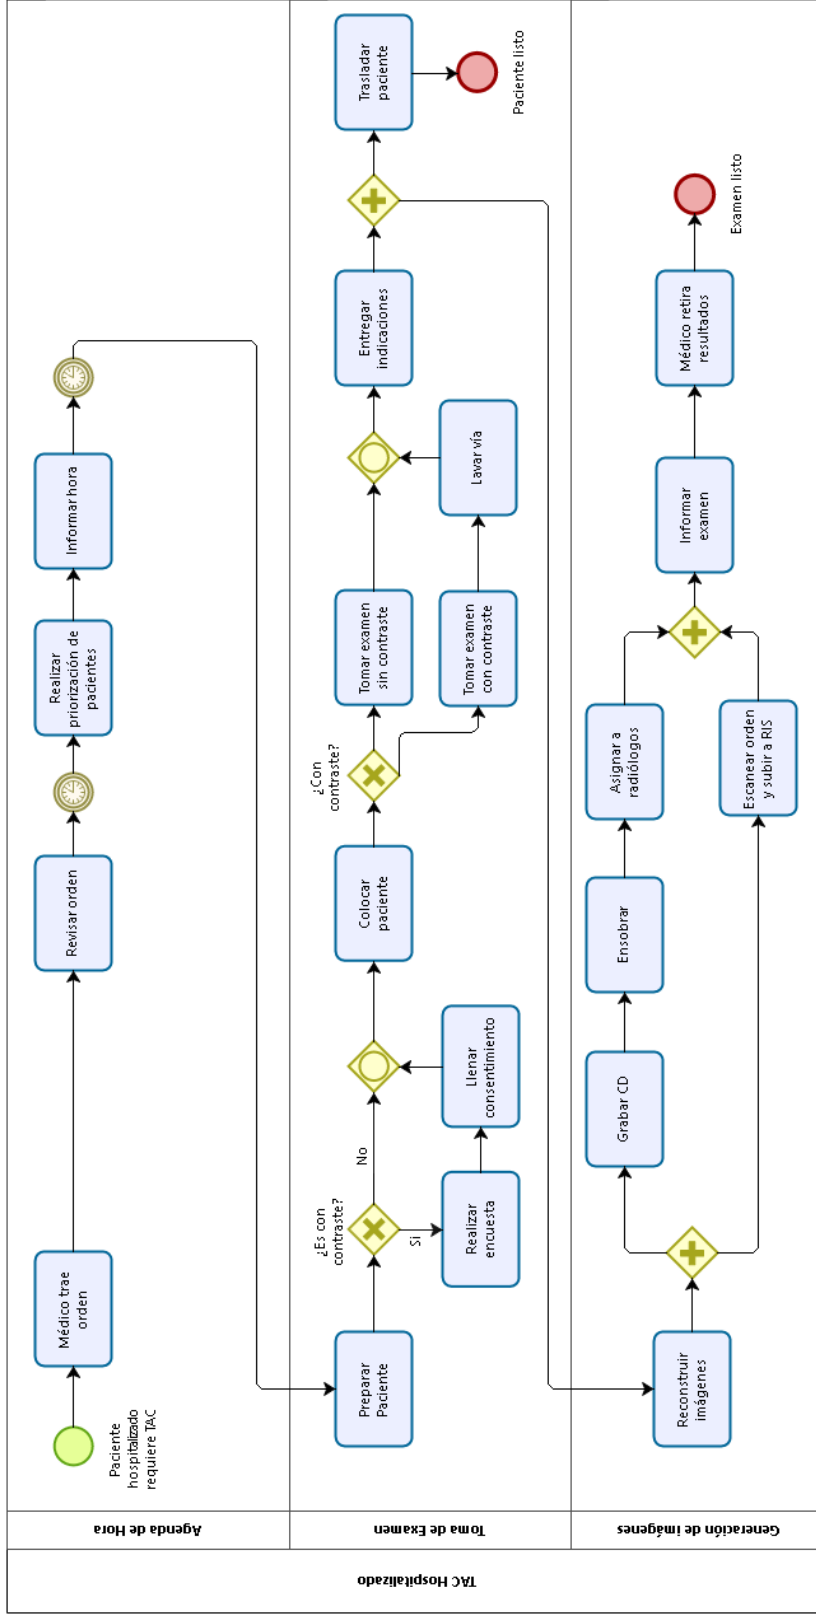 TAC Hospitalizado
Agenda de Hora
Paciente
hospitalizado
requiere TAC
Médico trae
orden
Revisar orden
Realizar
priorización de
pacientes
Informar hora
Toma de Examen
Preparar
Paciente
¿Es con
contraste?
No
Si
Realizar
encuesta
Llenar
consentimiento
Colocar
paciente
¿Con
contraste?
Tomar examen
sin contraste
Tomar examen
con contraste
Lavar vía
Entregar
indicaciones
Trasladar
paciente
Paciente listo
Generación de imágenes
Reconstruir
imágenes
Grabar CD
Ensobrar
Asignar a
radiólogos
Escanear orden
y subir a RIS
Informar
examen
Médico retira
resultados
Examen listo